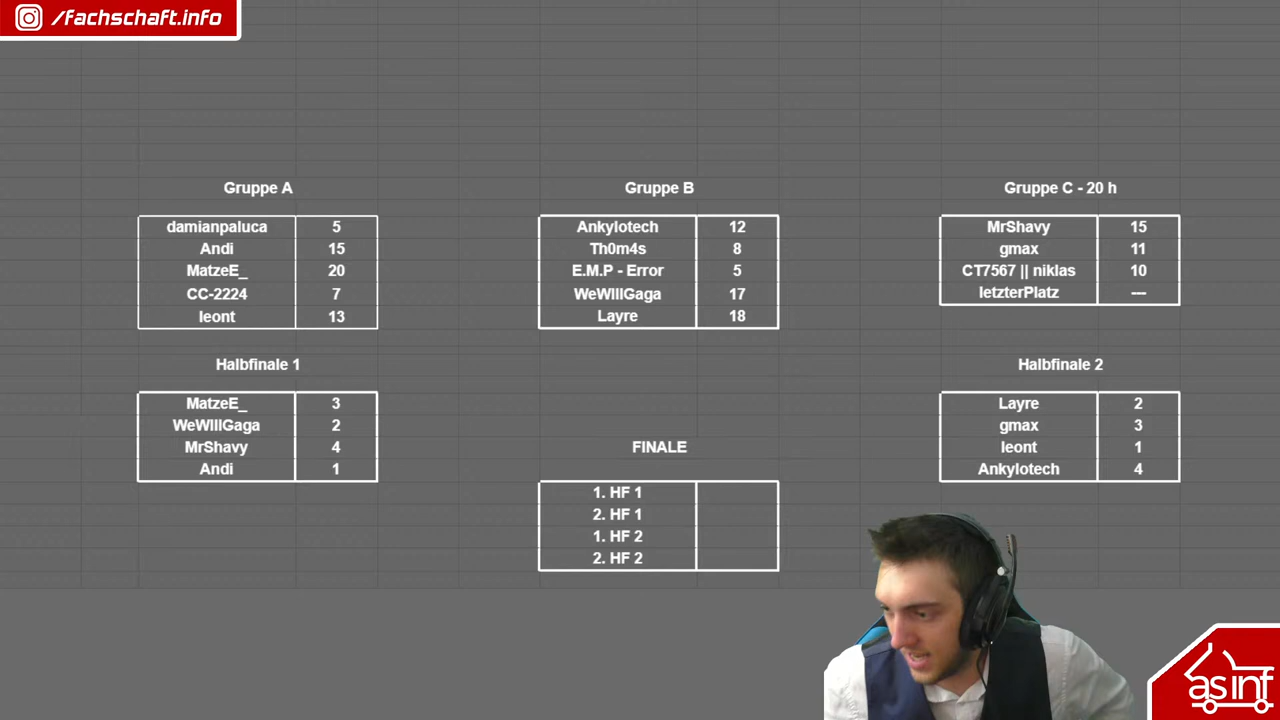 /fachschaft.info
Gruppe A
damianpaluca 5
Andi 15
MatzeE_ 20
CC-2224 7
leont 13
Gruppe B
Ankylotech 12
Th0m4s 8
E.M.P - Error 5
WeWIllGaga 17
Layre 18
Gruppe C - 20 h
MrShavy 15
gmax 11
CT7567 || niklas 10
letzterPlatz ---
Halbfinale 1
MatzeE_ 3
WeWIllGaga 2
MrShavy 4
Andi 1
FINALE
1. HF 1
2. HF 1
1. HF 2
2. HF 2
Halbfinale 2
Layre 2
gmax 3
leont 1
Ankylotech 4
as inf